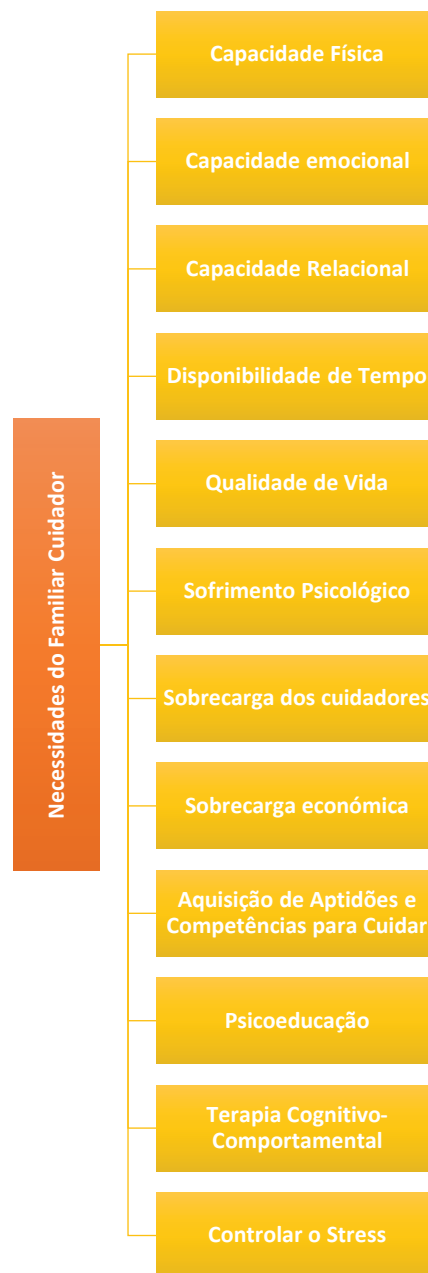 Necessidades do Familiar Cuidador
Capacidade Física
Capacidade emocional
Capacidade Relacional
Disponibilidade de Tempo
Qualidade de Vida
Sofrimento Psicológico
Sobrecarga dos cuidadores
Sobrecarga económica
Aquisição de Aptidões e
Competências para Cuidar
Psicoeducação
Terapia Cognitivo-
Comportamental
Controlar o Stress